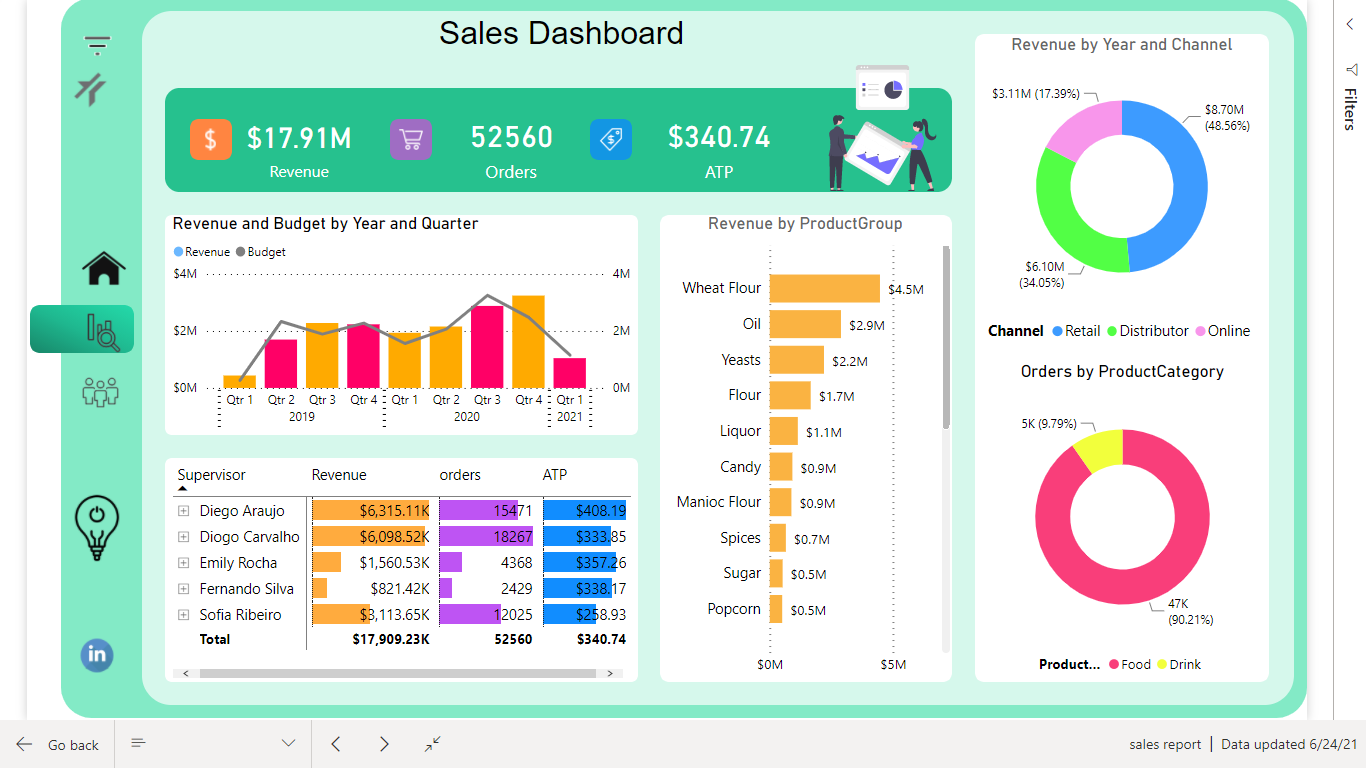 Sales Dashboard
$17.91M
Revenue
52560
Orders
$340.74
ATP
Revenue and Budget by Year and Quarter
Revenue Budget
$4M 4M
$2M 2M
$0M 0M
Qtr 1 Qtr 2 Qtr 3 Qtr 4 Qtr 1 Qtr 2 Qtr 3 Qtr 4 Qtr 1
2019 2020 2021
Supervisor Revenue orders ATP
Diego Araujo $6,315.11K 15471 $408.19
Diogo Carvalho $6,098.52K 18267 $333.85
Emily Rocha $1,560.53K 4368 $357.26
Fernando Silva $821.42K 2429 $338.17
Sofia Ribeiro $3,113.65K 12025 $258.93
Total $17,909.23K 52560 $340.74
Revenue by ProductGroup
Wheat Flour $4.5M
Oil $2.9M
Yeasts $2.2M
Flour $1.7M
Liquor $1.1M
Candy $0.9M
Manioc Flour $0.9M
Spices $0.7M
Sugar $0.5M
Popcorn $0.5M
$0M $5M
Revenue by Year and Channel
$3.11M (17.39%)
$8.70M
(48.56%)
$6.10M
(34.05%)
Channel Retail Distributor Online
Orders by ProductCategory
5K (9.79%)
47K
(90.21%)
Product... Food Drink
Filters
in
Go back
sales report | Data updated 6/24/21